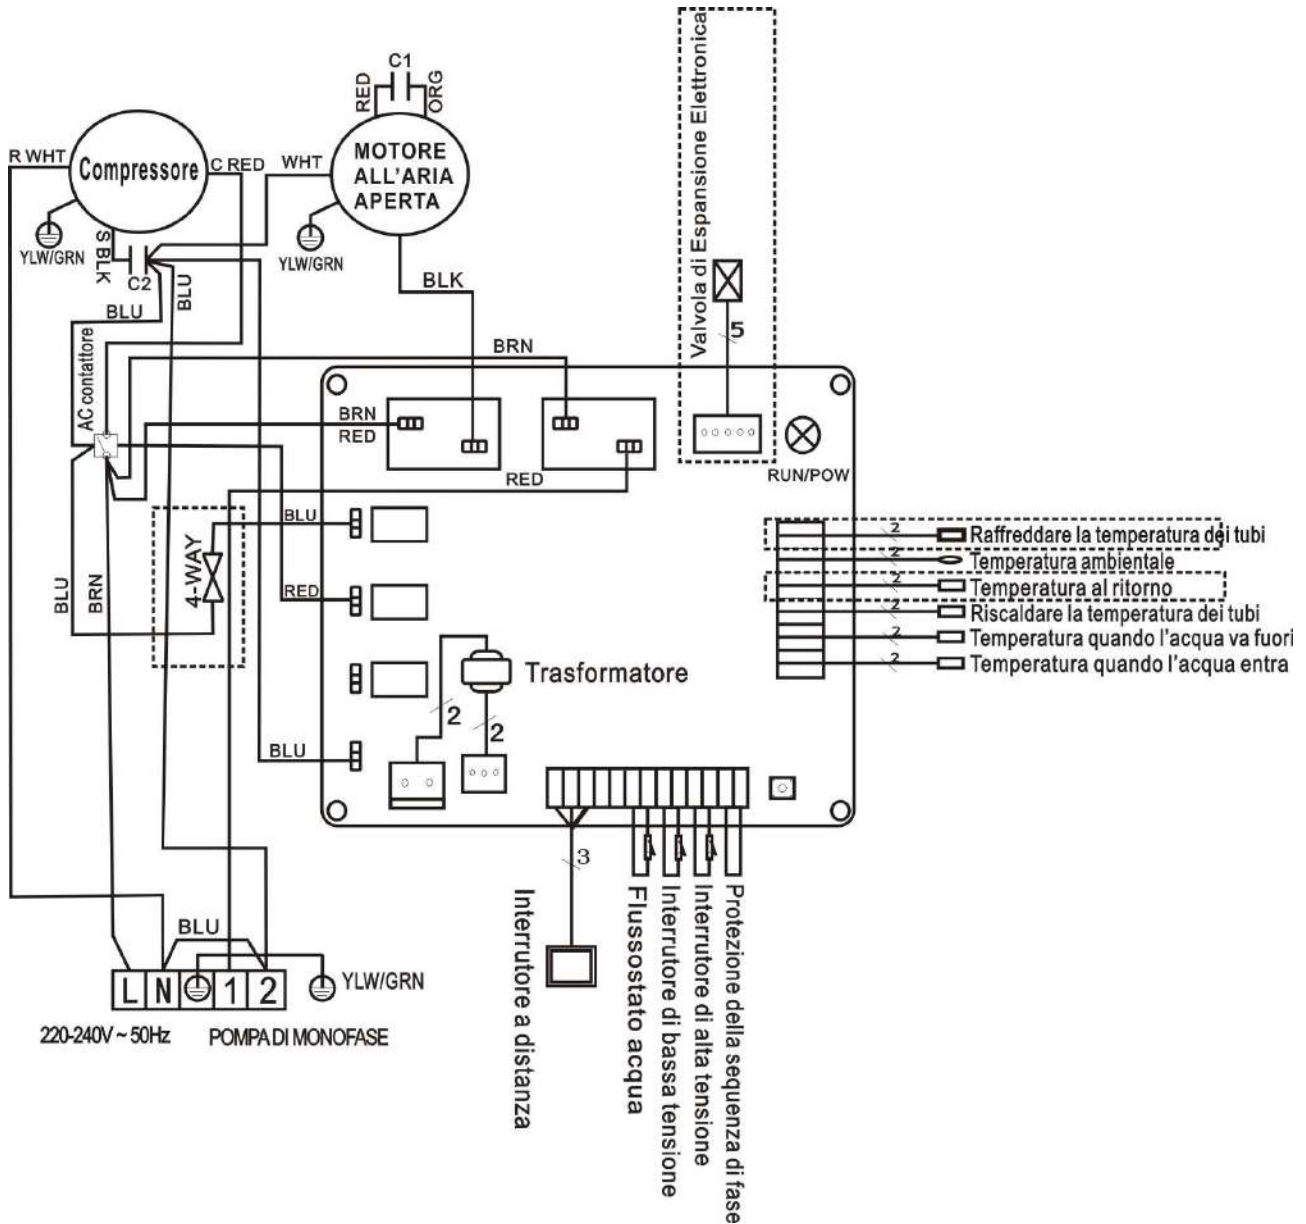 C1
RED
ORG
R WHT
Compressore
C RED
WHT
MOTORE
ALL'ARIA
APERTA
YLW/GRN
S BLK
C2
YLW/GRN
BLU
BLU
BLK
Valvola di Espansione Elettronica
5
AC contattore
BRN
BRN
RED
RED
RUN/POW
BLU
4-WAY
BLU
BRN
RED
2
Raffreddare la temperatura dei tubi
2
Temperatura ambientale
2
Temperatura al ritorno
2
Riscaldare la temperatura dei tubi
2
Temperatura quando l'acqua va fuori
2
Temperatura quando l'acqua entra
Trasformatore
2
2
BLU
3
Interrutore a distanza
Flussostato acqua
Interrutore di bassa tensione
Interrutore di alta tensione
Protezione della sequenza di fase
BLU
L N 1 2
YLW/GRN
220-240V ~ 50Hz
POMPA DI MONOFASE